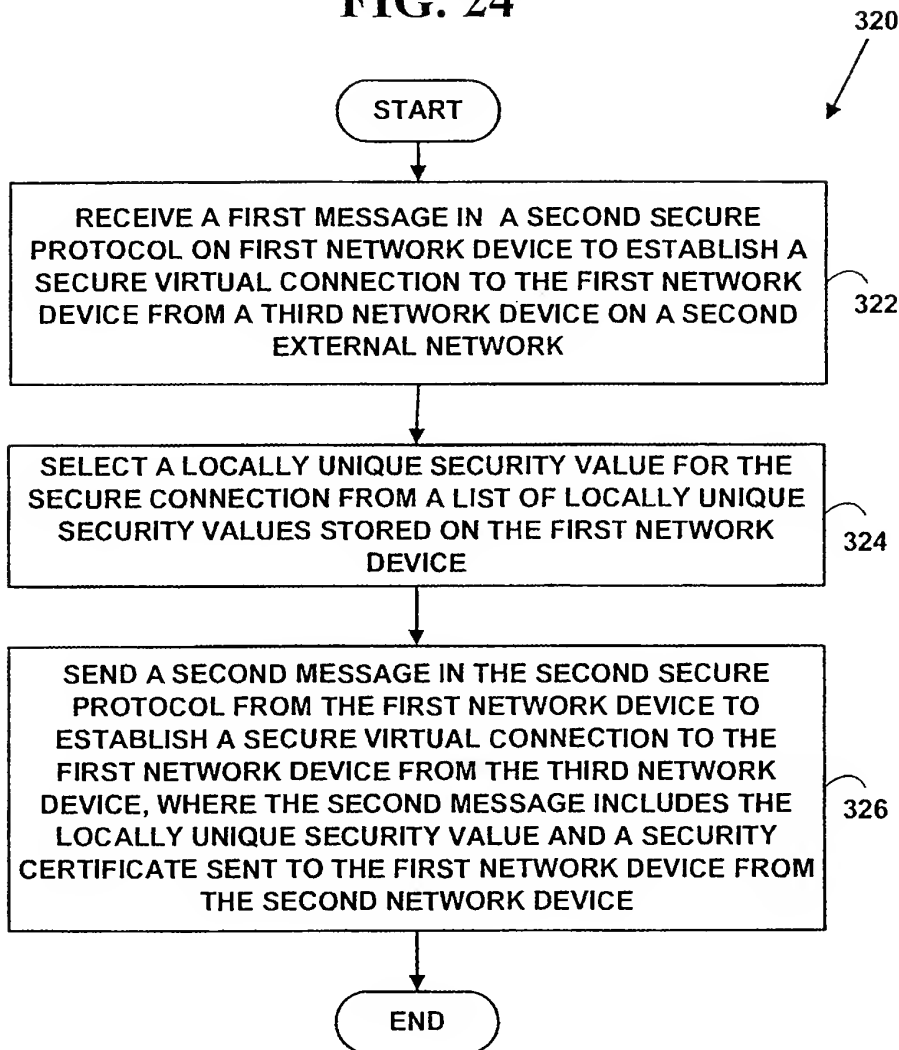 FIG. 24
320
START
RECEIVE A FIRST MESSAGE IN A SECOND SECURE
PROTOCOL ON FIRST NETWORK DEVICE TO ESTABLISH A
SECURE VIRTUAL CONNECTION TO THE FIRST NETWORK
DEVICE FROM A THIRD NETWORK DEVICE ON A SECOND
EXTERNAL NETWORK
322
SELECT A LOCALLY UNIQUE SECURITY VALUE FOR THE
SECURE CONNECTION FROM A LIST OF LOCALLY UNIQUE
SECURITY VALUES STORED ON THE FIRST NETWORK
DEVICE
324
SEND A SECOND MESSAGE IN THE SECOND SECURE
PROTOCOL FROM THE FIRST NETWORK DEVICE TO
ESTABLISH A SECURE VIRTUAL CONNECTION TO THE
FIRST NETWORK DEVICE FROM THE THIRD NETWORK
DEVICE, WHERE THE SECOND MESSAGE INCLUDES THE
LOCALLY UNIQUE SECURITY VALUE AND A SECURITY
CERTIFICATE SENT TO THE FIRST NETWORK DEVICE FROM
THE SECOND NETWORK DEVICE
326
END